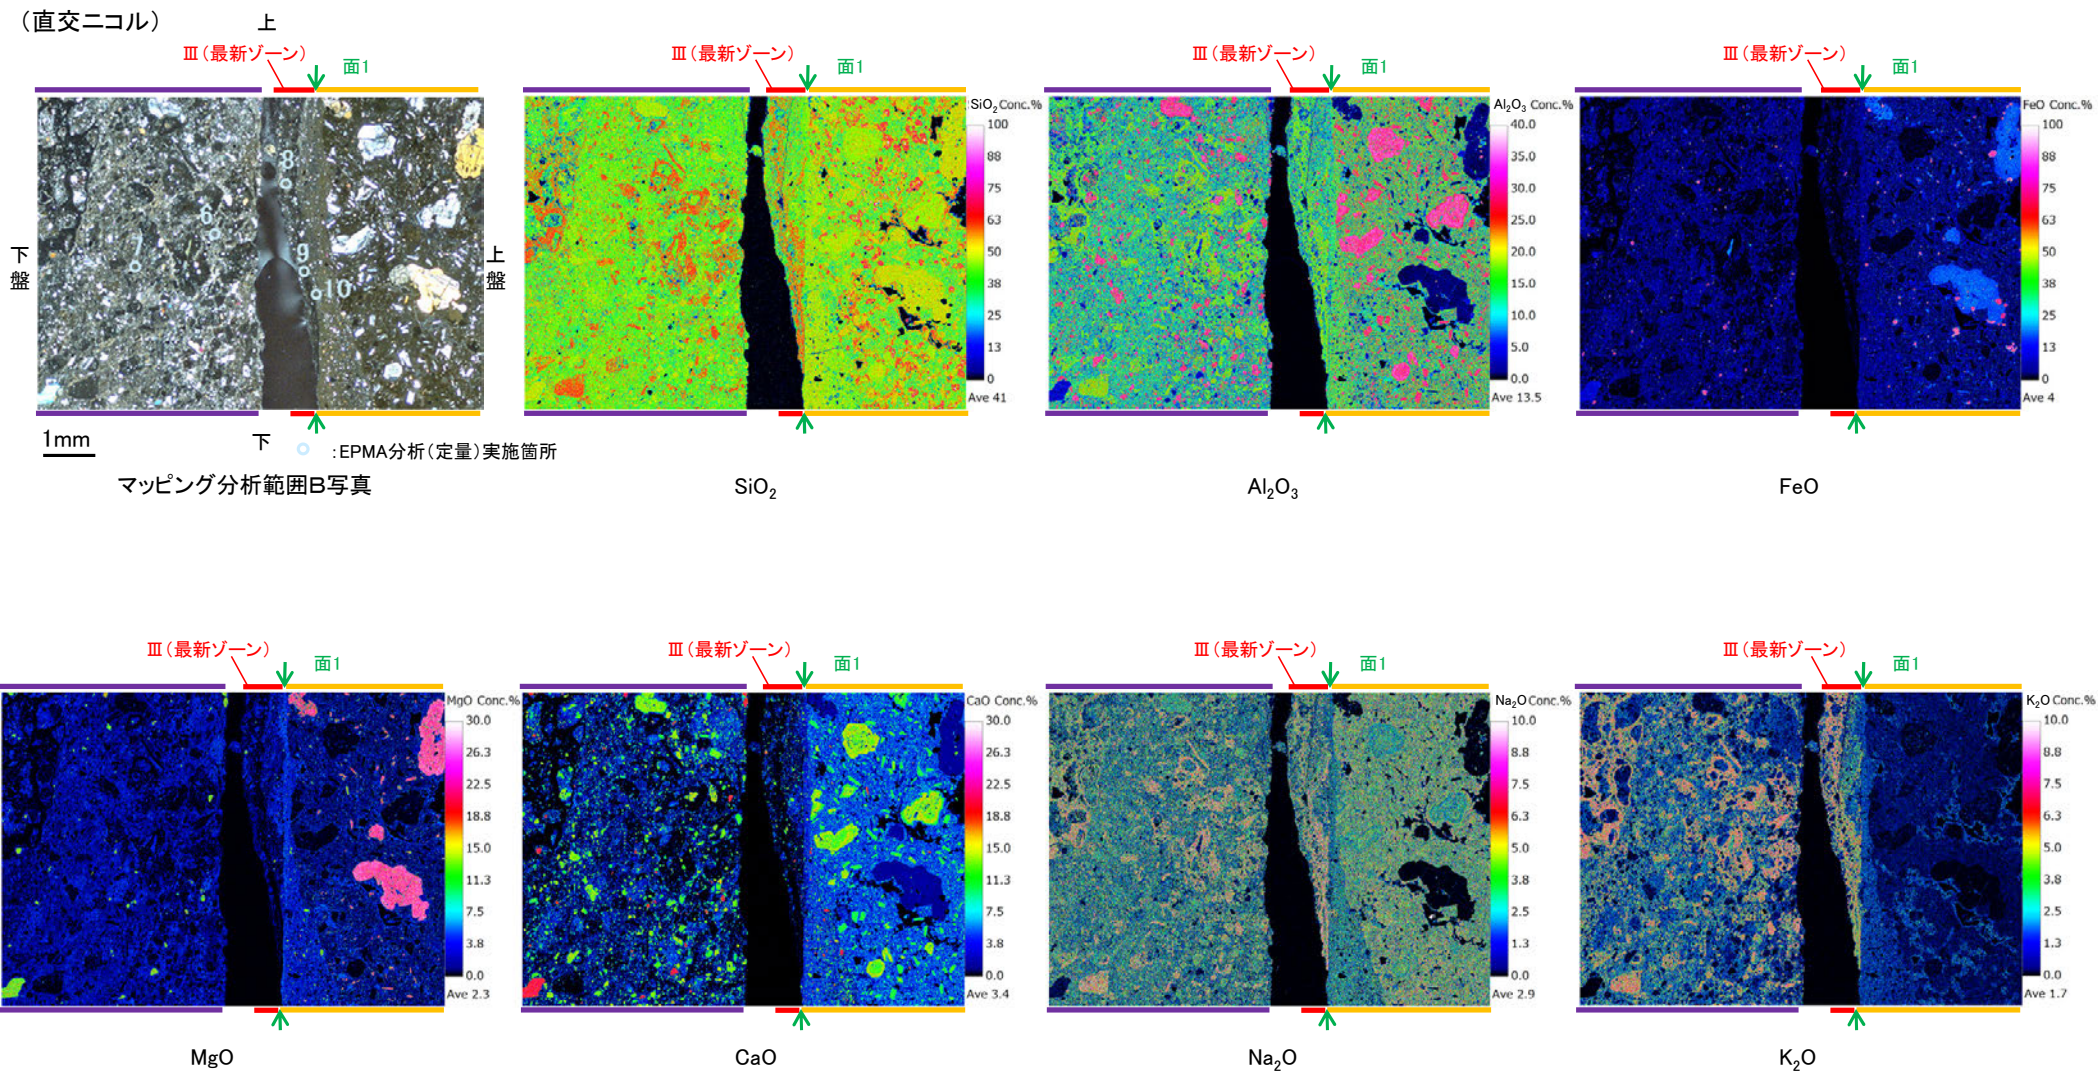 （直交ニコル）
上
Ⅲ（最新ゾーン）
面1
Ⅲ（最新ゾーン）
面1
Ⅲ（最新ゾーン）
面1
Ⅲ（最新ゾーン）
面1
下盤
上盤
8
6
7
9
10
SiO₂ Conc.%
100
88
75
63
50
38
25
13
0
Ave 41
Al₂O₃ Conc.%
40.0
35.0
30.0
25.0
20.0
15.0
10.0
5.0
0.0
Ave 13.5
FeO Conc.%
100
88
75
63
50
38
25
13
0
Ave 4
1mm
下
：EPMA分析（定量）実施箇所
マッピング分析範囲B写真
SiO₂
Al₂O₃
FeO
Ⅲ（最新ゾーン）
面1
Ⅲ（最新ゾーン）
面1
Ⅲ（最新ゾーン）
面1
Ⅲ（最新ゾーン）
面1
MgO Conc.%
30.0
26.3
22.5
18.8
15.0
11.3
7.5
3.8
0.0
Ave 2.3
CaO Conc.%
30.0
26.3
22.5
18.8
15.0
11.3
7.5
3.8
0.0
Ave 3.4
Na₂O Conc.%
10.0
8.8
7.5
6.3
5.0
3.8
2.5
1.3
0.0
Ave 2.9
K₂O Conc.%
10.0
8.8
7.5
6.3
5.0
3.8
2.5
1.3
0.0
Ave 1.7
MgO
CaO
Na₂O
K₂O